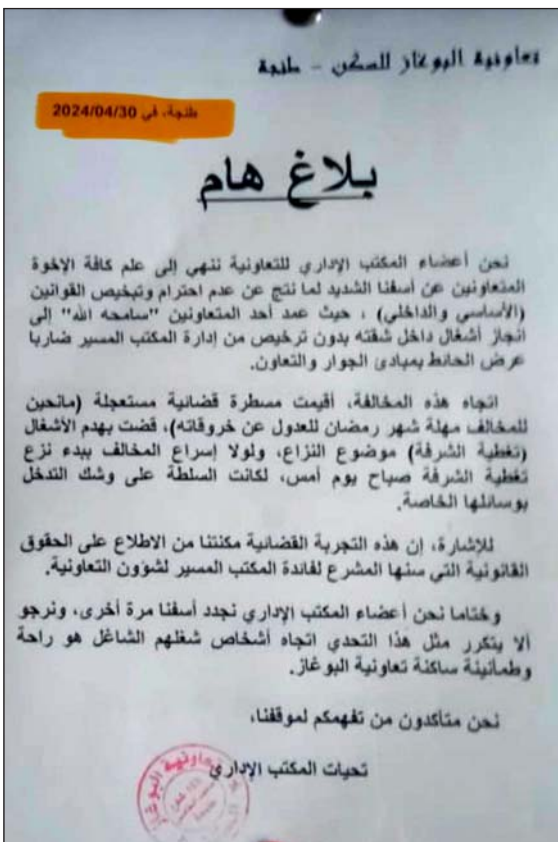 تعاونية البوغاز للسكن - طنجة
طنجة، في 2024/04/30
بلاغ هام
نحن أعضاء المكتب الإداري للتعاونية ننهي إلى علم كافة الإخوة
المتعاونين عن أسفنا الشديد لما نتج عن عدم احترام وتبخيص القوانين
(الأساسي والداخلي) ، حيث عمد أحد المتعاونين "سامحه الله" إلى
انجاز أشغال داخل شقته بدون ترخيص من إدارة المكتب المسير ضاربا
عرض الحائط بمبادئ الجوار والتعاون.
اتجاه هذه المخالفة، أقيمت مسطرة قضائية مستعجلة (مانحين
للمخالف مهلة شهر رمضان للعدول عن خروقاته)، قضت بهدم الأشغال
(تغطية الشرفة) موضوع النزاع، ولولا إسراع المخالف ببدء نزع
تغطية الشرفة صباح يوم أمس، لكانت السلطة على وشك التدخل
بوسائلها الخاصة.
للإشارة، إن هذه التجربة القضائية مكنتنا من الاطلاع على الحقوق
القانونية التي سنها المشرع لفائدة المكتب المسير لشؤون التعاونية.
وختاما نحن أعضاء المكتب الإداري نجدد أسفنا مرة أخرى، ونرجو
ألا يتكرر مثل هذا التحدي اتجاه أشخاص شغلهم الشاغل هو راحة
وطمأنينة ساكنة تعاونية البوغاز.
نحن متأكدون من تفهمكم لموقفنا،
تحيات المكتب الإداري
تعاونية البوغاز